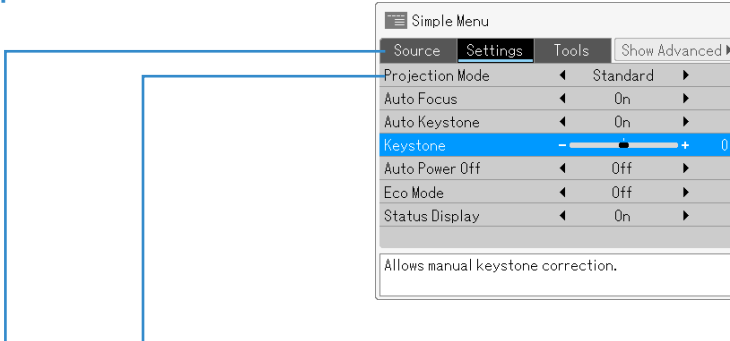 Simple Menu
Source Settings Tools Show Advanced
Projection Mode Standard
Auto Focus On
Auto Keystone On
Keystone - + 0
Auto Power Off Off
Eco Mode Off
Status Display On
Allows manual keystone correction.